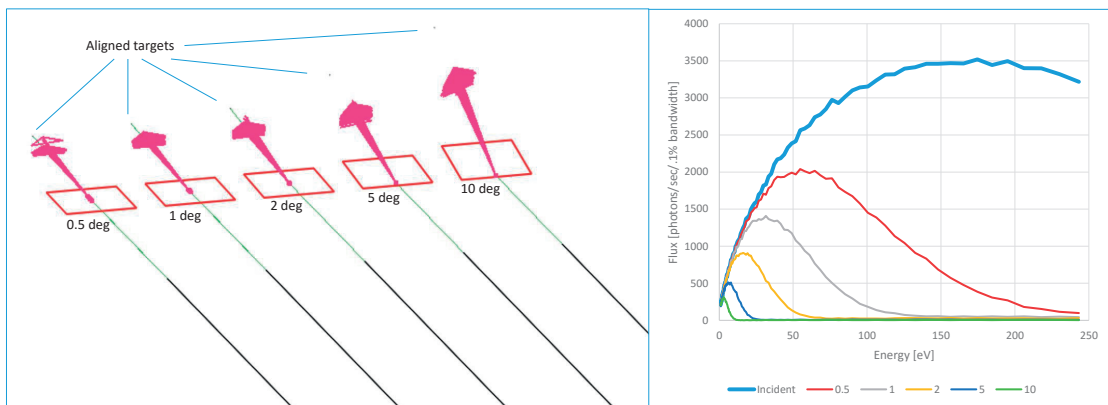 Aligned targets
0.5 deg
1 deg
2 deg
5 deg
10 deg
4000
3500
3000
2500
2000
1500
1000
500
0
Flux [photons/sec/ .1% bandwidth]
0 50 100 150 200 250
Energy [eV]
Incident 0.5 1 2 5 10